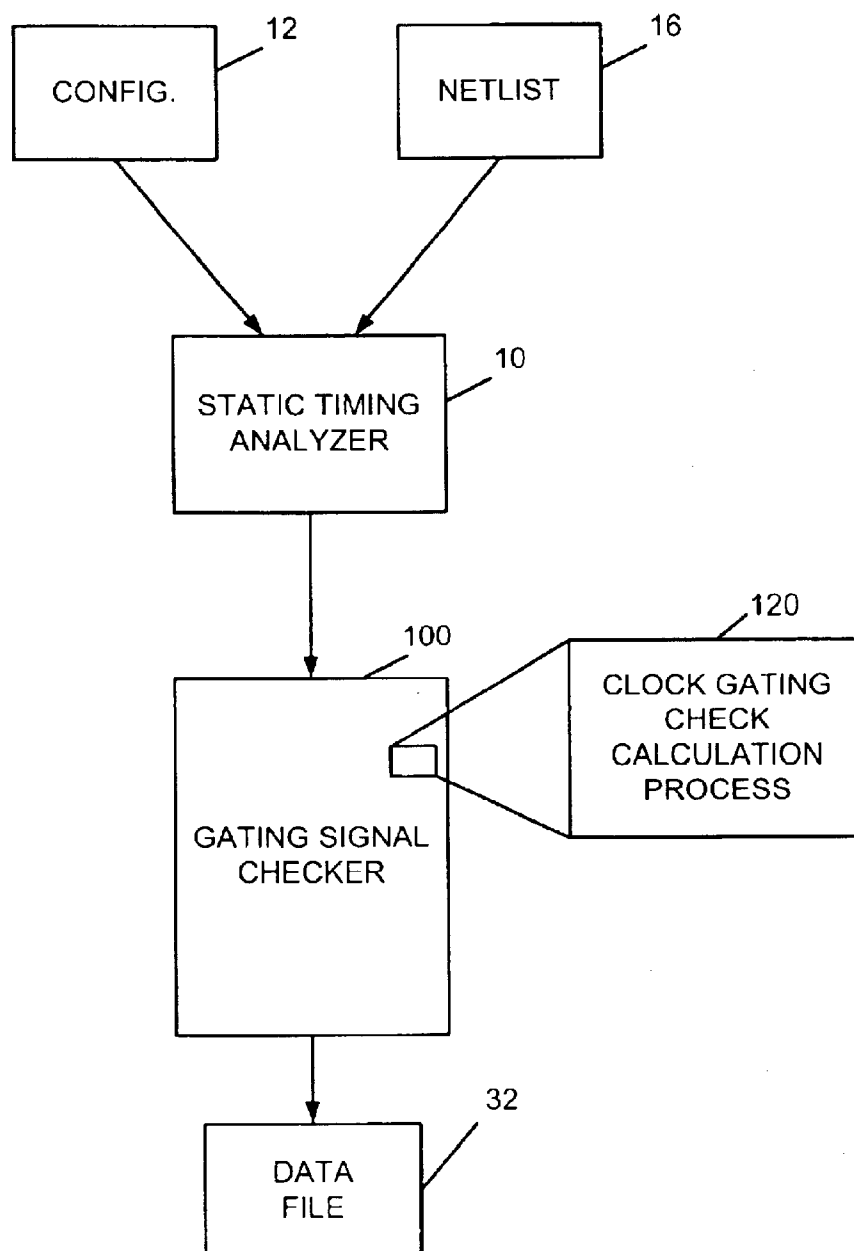 12
16
CONFIG.
NETLIST
10
STATIC TIMING
ANALYZER
100
120
CLOCK GATING
CHECK
CALCULATION
PROCESS
GATING SIGNAL
CHECKER
32
DATA
FILE